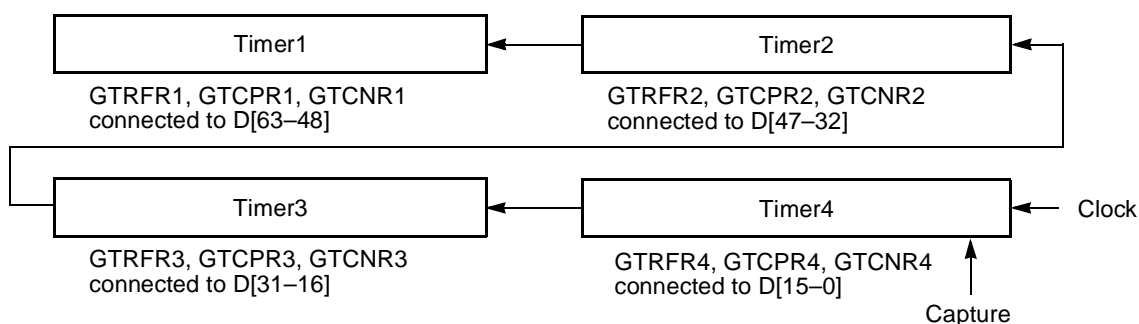 Timer1
Timer2
GTRFR1, GTCPR1, GTCNR1
connected to D[63–48]
GTRFR2, GTCPR2, GTCNR2
connected to D[47–32]
Timer3
Timer4
Clock
GTRFR3, GTCPR3, GTCNR3
connected to D[31–16]
GTRFR4, GTCPR4, GTCNR4
connected to D[15–0]
Capture